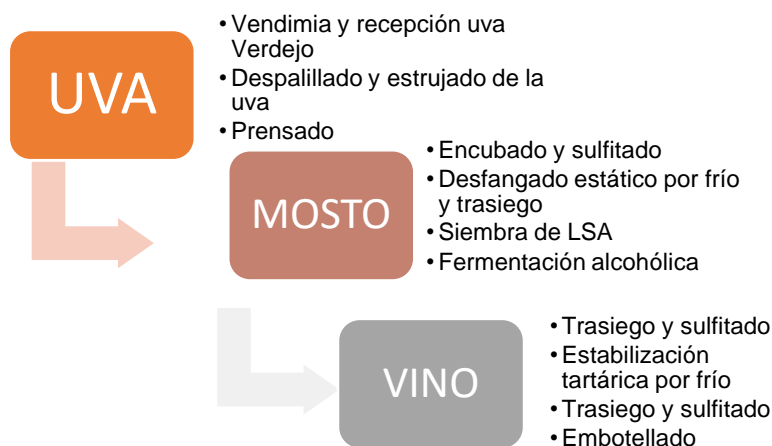 UVA
• Vendimia y recepción uva
Verdejo
• Despalillado y estrujado de la
uva
• Prensado
MOSTO
• Encubado y sulfitado
• Desfangado estático por frío
y trasiego
• Siembra de LSA
• Fermentación alcohólica
VINO
• Trasiego y sulfitado
• Estabilización
tartárica por frío
• Trasiego y sulfitado
• Embotellado